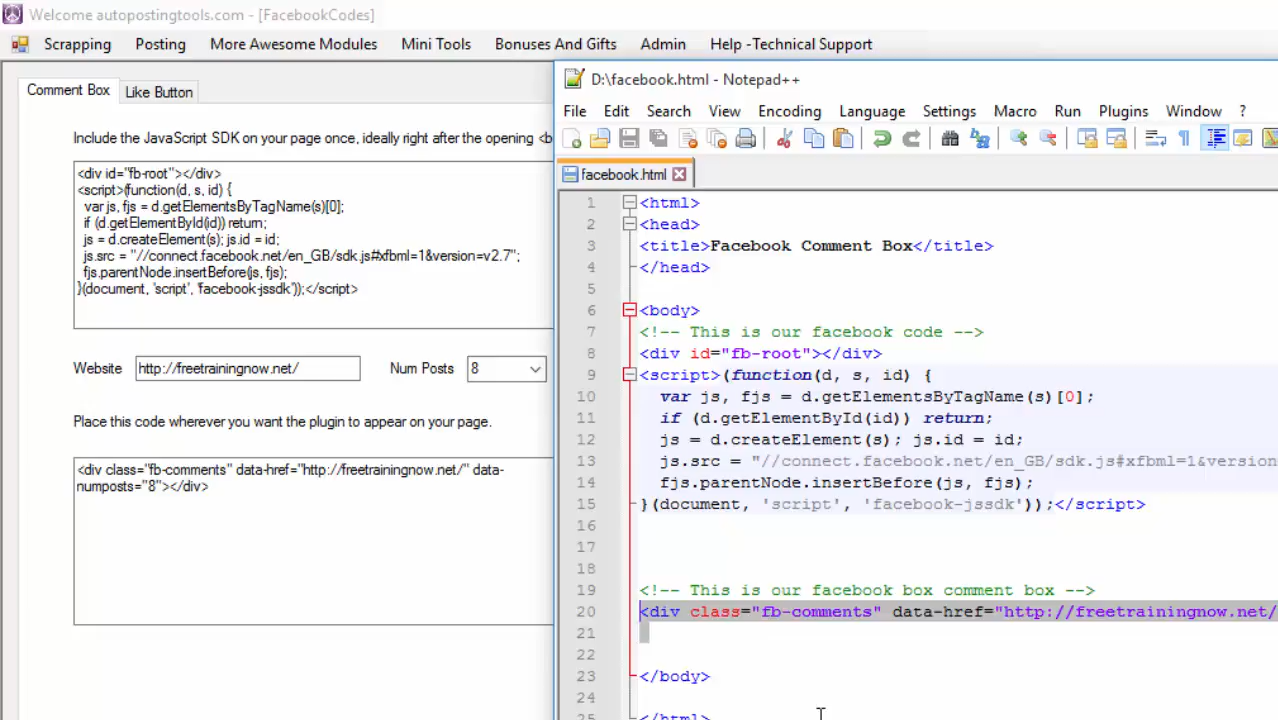 Welcome autopostingtools.com - [FacebookCodes]
Scrapping Posting More Awesome Modules Mini Tools Bonuses And Gifts Admin Help -Technical Support
Comment Box Like Button
Include the JavaScript SDK on your page once, ideally right after the opening <b
<div id="fb-root"></div>
<script>(function(d, s, id) {
var js, fjs = d.getElementsByTagName(s)[0];
if (d.getElementById(id)) return;
js = d.createElement(s); js.id = id;
js.src = "//connect.facebook.net/en_GB/sdk.js#xfbml=1&version=v2.7";
fjs.parentNode.insertBefore(js, fjs);
}(document, 'script', 'facebook-jssdk'));</script>
Website http://freetrainingnow.net/ Num Posts 8
Place this code wherever you want the plugin to appear on your page.
<div class="fb-comments" data-href="http://freetrainingnow.net/" data-
numposts="8"></div>
D:\facebook.html - Notepad++
File Edit Search View Encoding Language Settings Macro Run Plugins Window ?
facebook.html
1 <html>
2 <head>
3 <title>Facebook Comment Box</title>
4 </head>
5
6 <body>
7 <!-- This is our facebook code -->
8 <div id="fb-root"></div>
9 <script>(function(d, s, id) {
10 var js, fjs = d.getElementsByTagName(s)[0];
11 if (d.getElementById(id)) return;
12 js = d.createElement(s); js.id = id;
13 js.src = "//connect.facebook.net/en_GB/sdk.js#xfbml=1&version
14 fjs.parentNode.insertBefore(js, fjs);
15 }(document, 'script', 'facebook-jssdk'));</script>
16
17
18
19 <!-- This is our facebook box comment box -->
20 <div class="fb-comments" data-href="http://freetrainingnow.net/
21
22
23 </body>
24
25 </html>